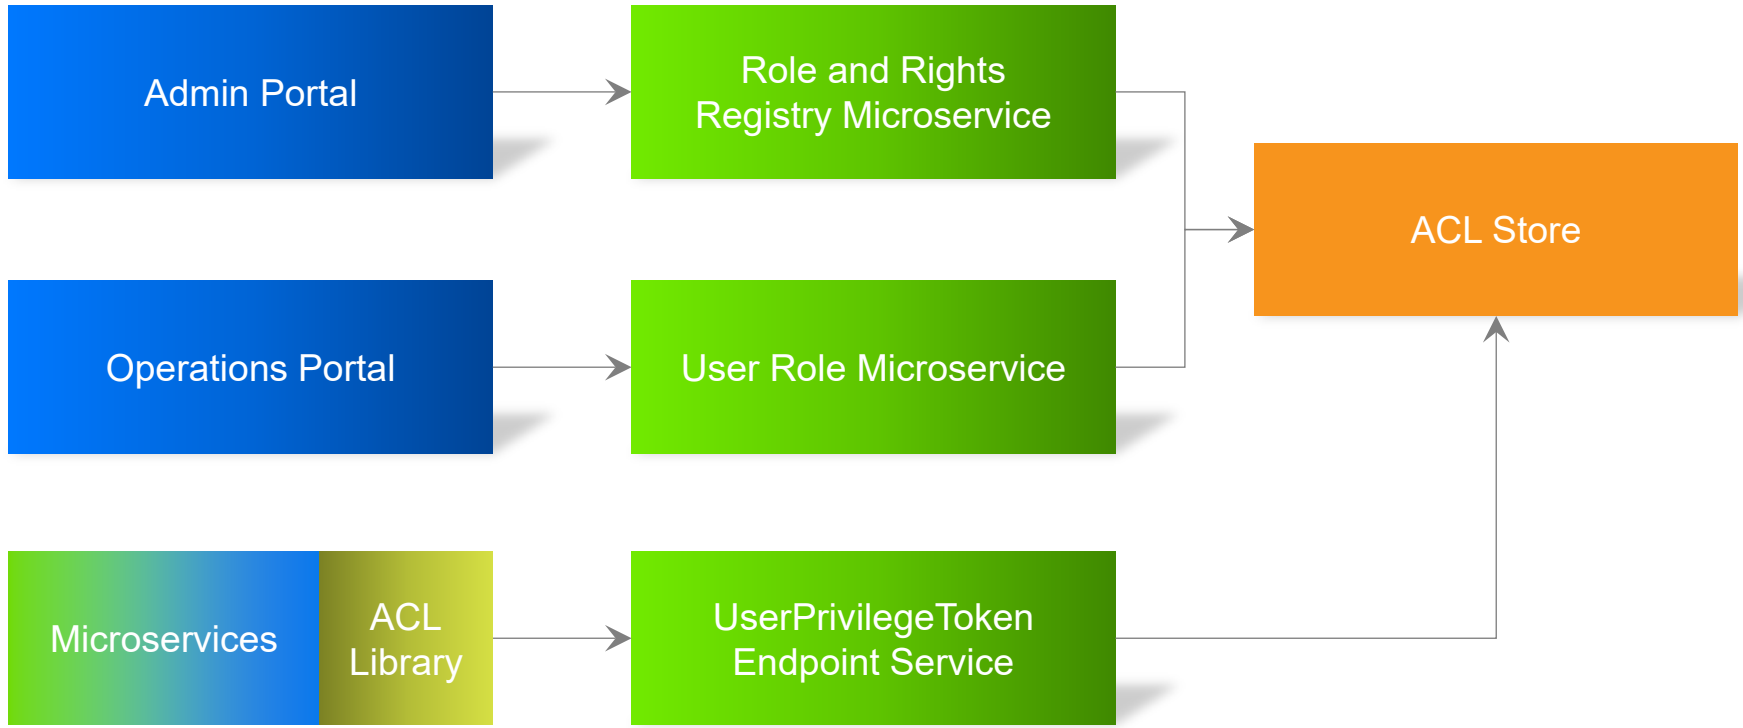 Admin Portal
Role and Rights
Registry Microservice
ACL Store
Operations Portal
User Role Microservice
Microservices
ACL
Library
UserPrivilegeToken
Endpoint Service